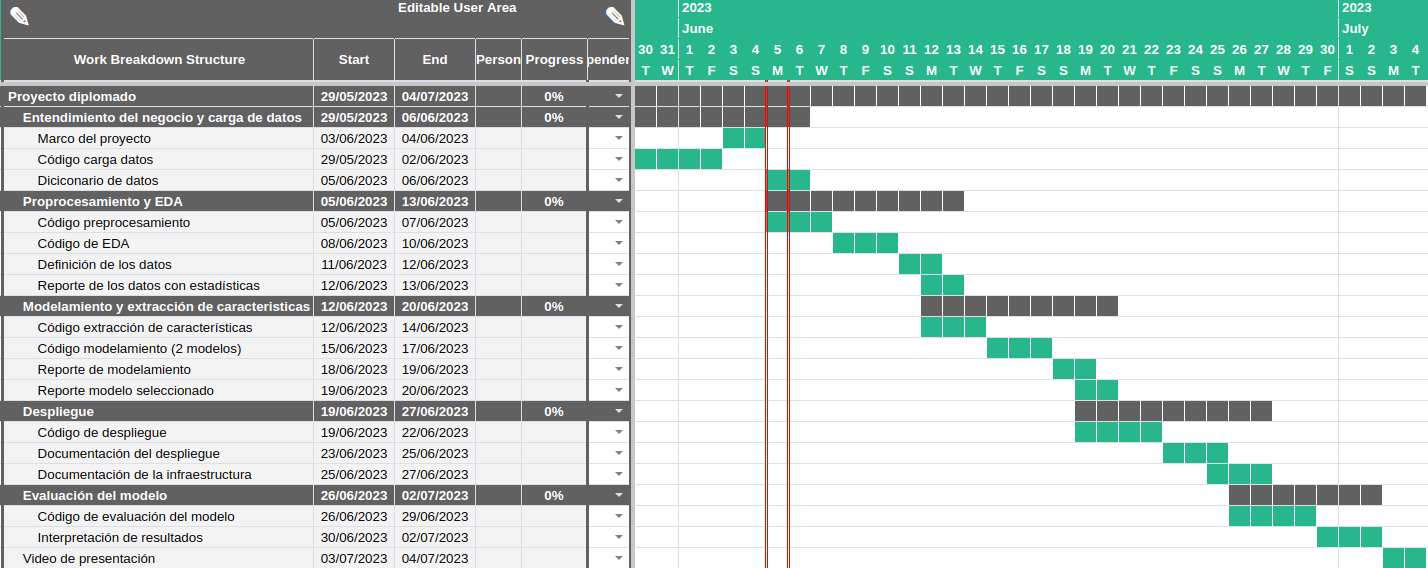 Editable User Area
2023 2023
June July
Work Breakdown Structure Start End Person Progress penden
30 31 1 2 3 4 5 6 7 8 9 10 11 12 13 14 15 16 17 18 19 20 21 22 23 24 25 26 27 28 29 30 1 2 3 4
T W T F S S M T W T F S S M T W T F S S M T W T F S S M T W T F S S M T
Proyecto diplomado 29/05/2023 04/07/2023 0%
Entendimiento del negocio y carga de datos 29/05/2023 06/06/2023 0%
Marco del proyecto 03/06/2023 04/06/2023
Código carga datos 29/05/2023 02/06/2023
Diciconario de datos 05/06/2023 06/06/2023
Proprocesamiento y EDA 05/06/2023 13/06/2023 0%
Código preprocesamiento 05/06/2023 07/06/2023
Código de EDA 08/06/2023 10/06/2023
Definición de los datos 11/06/2023 12/06/2023
Reporte de los datos con estadísticas 12/06/2023 13/06/2023
Modelamiento y extracción de caracteristicas 12/06/2023 20/06/2023 0%
Código extracción de características 12/06/2023 14/06/2023
Código modelamiento (2 modelos) 15/06/2023 17/06/2023
Reporte de modelamiento 18/06/2023 19/06/2023
Reporte modelo seleccionado 19/06/2023 20/06/2023
Despliegue 19/06/2023 27/06/2023 0%
Código de despliegue 19/06/2023 22/06/2023
Documentación del despliegue 23/06/2023 25/06/2023
Documentación de la infraestructura 25/06/2023 27/06/2023
Evaluación del modelo 26/06/2023 02/07/2023 0%
Código de evaluación del modelo 26/06/2023 29/06/2023
Interpretación de resultados 30/06/2023 02/07/2023
Video de presentación 03/07/2023 04/07/2023